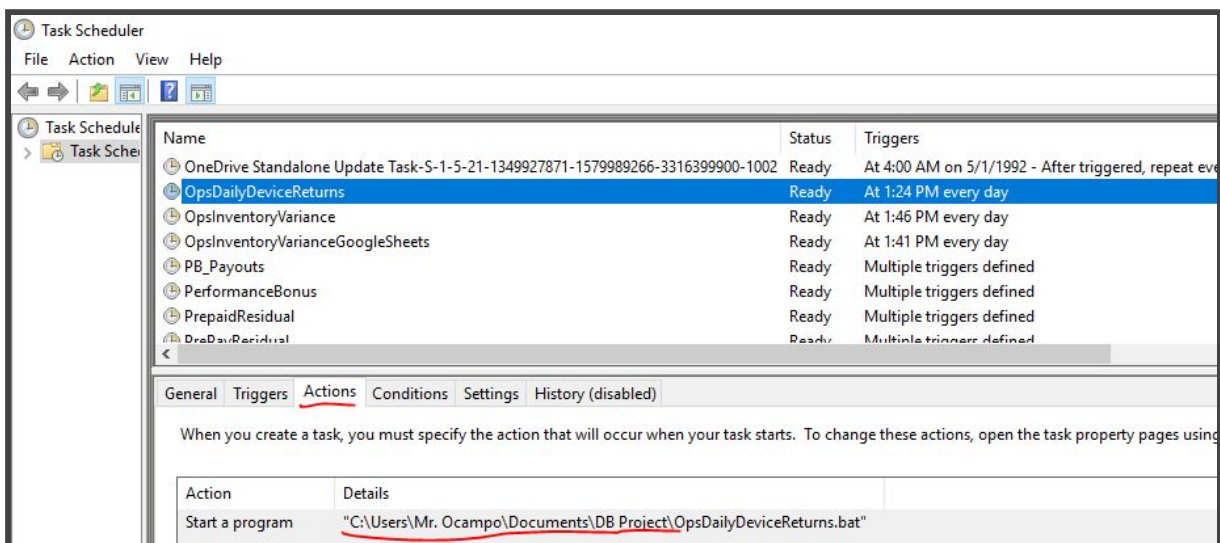 Task Scheduler
File Action View Help
Task Schedule
Task Sche
Name Status Triggers
OneDrive Standalone Update Task-S-1-5-21-1349927871-1579989266-3316399900-1002 Ready At 4:00 AM on 5/1/1992 - After triggered, repeat eve
OpsDailyDeviceReturns Ready At 1:24 PM every day
OpsInventoryVariance Ready At 1:46 PM every day
OpsInventoryVarianceGoogleSheets Ready At 1:41 PM every day
PB_Payouts Ready Multiple triggers defined
PerformanceBonus Ready Multiple triggers defined
PrepaidResidual Ready Multiple triggers defined
PrePayResidual Ready Multiple triggers defined
General Triggers Actions Conditions Settings History (disabled)
When you create a task, you must specify the action that will occur when your task starts. To change these actions, open the task property pages using
Action Details
Start a program "C:\Users\Mr. Ocampo\Documents\DB Project\OpsDailyDeviceReturns.bat"